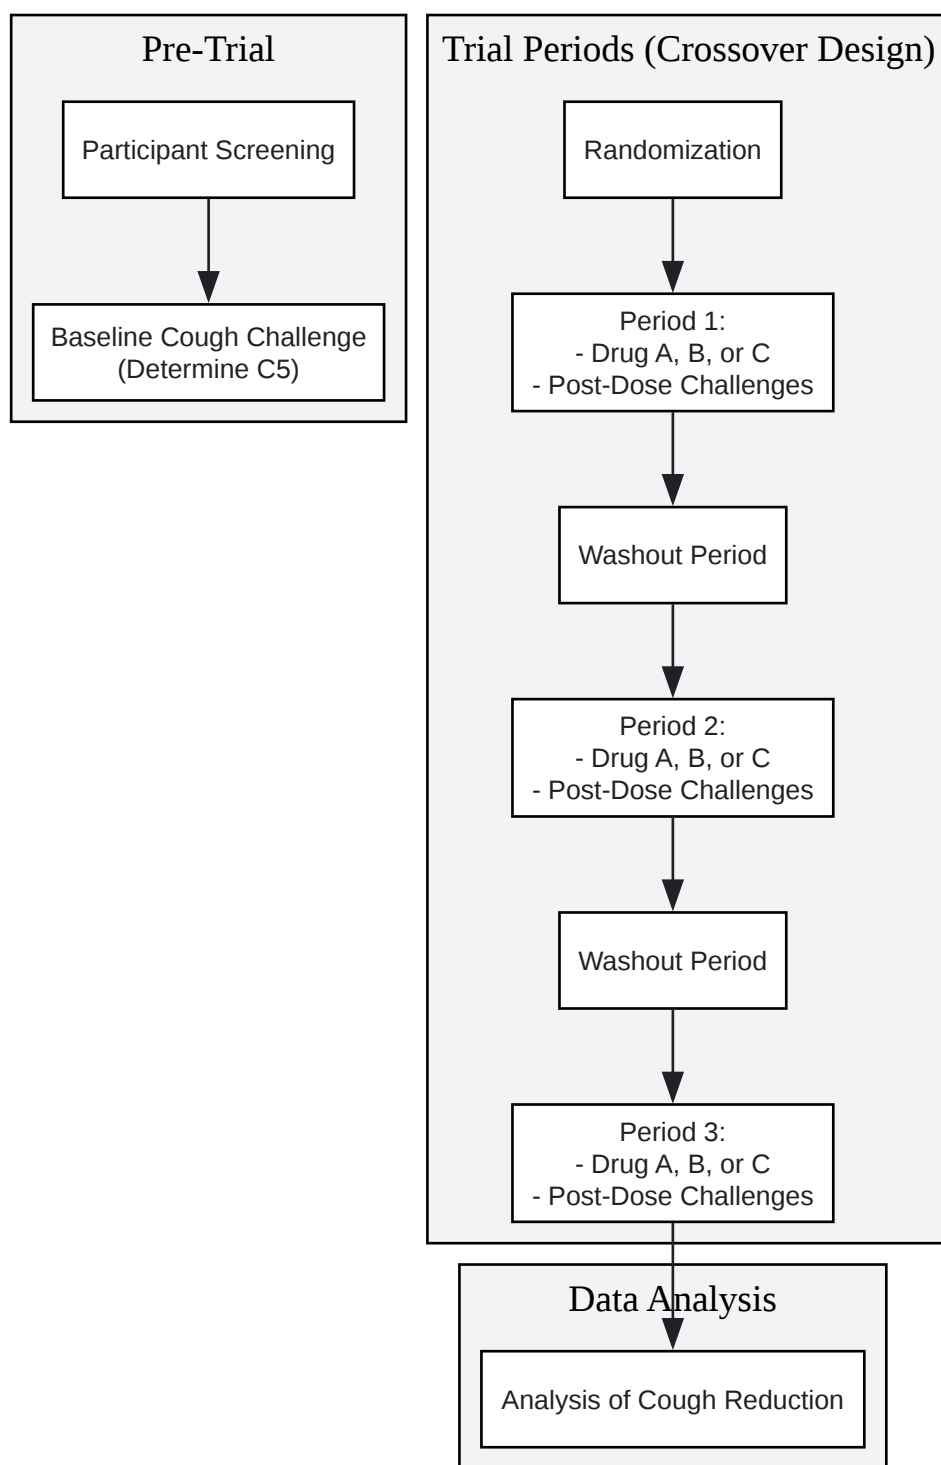 Pre-Trial
Participant Screening
Baseline Cough Challenge
(Determine C5)
Trial Periods (Crossover Design)
Randomization
Period 1:
- Drug A, B, or C
- Post-Dose Challenges
Washout Period
Period 2:
- Drug A, B, or C
- Post-Dose Challenges
Washout Period
Period 3:
- Drug A, B, or C
- Post-Dose Challenges
Data Analysis
Analysis of Cough Reduction